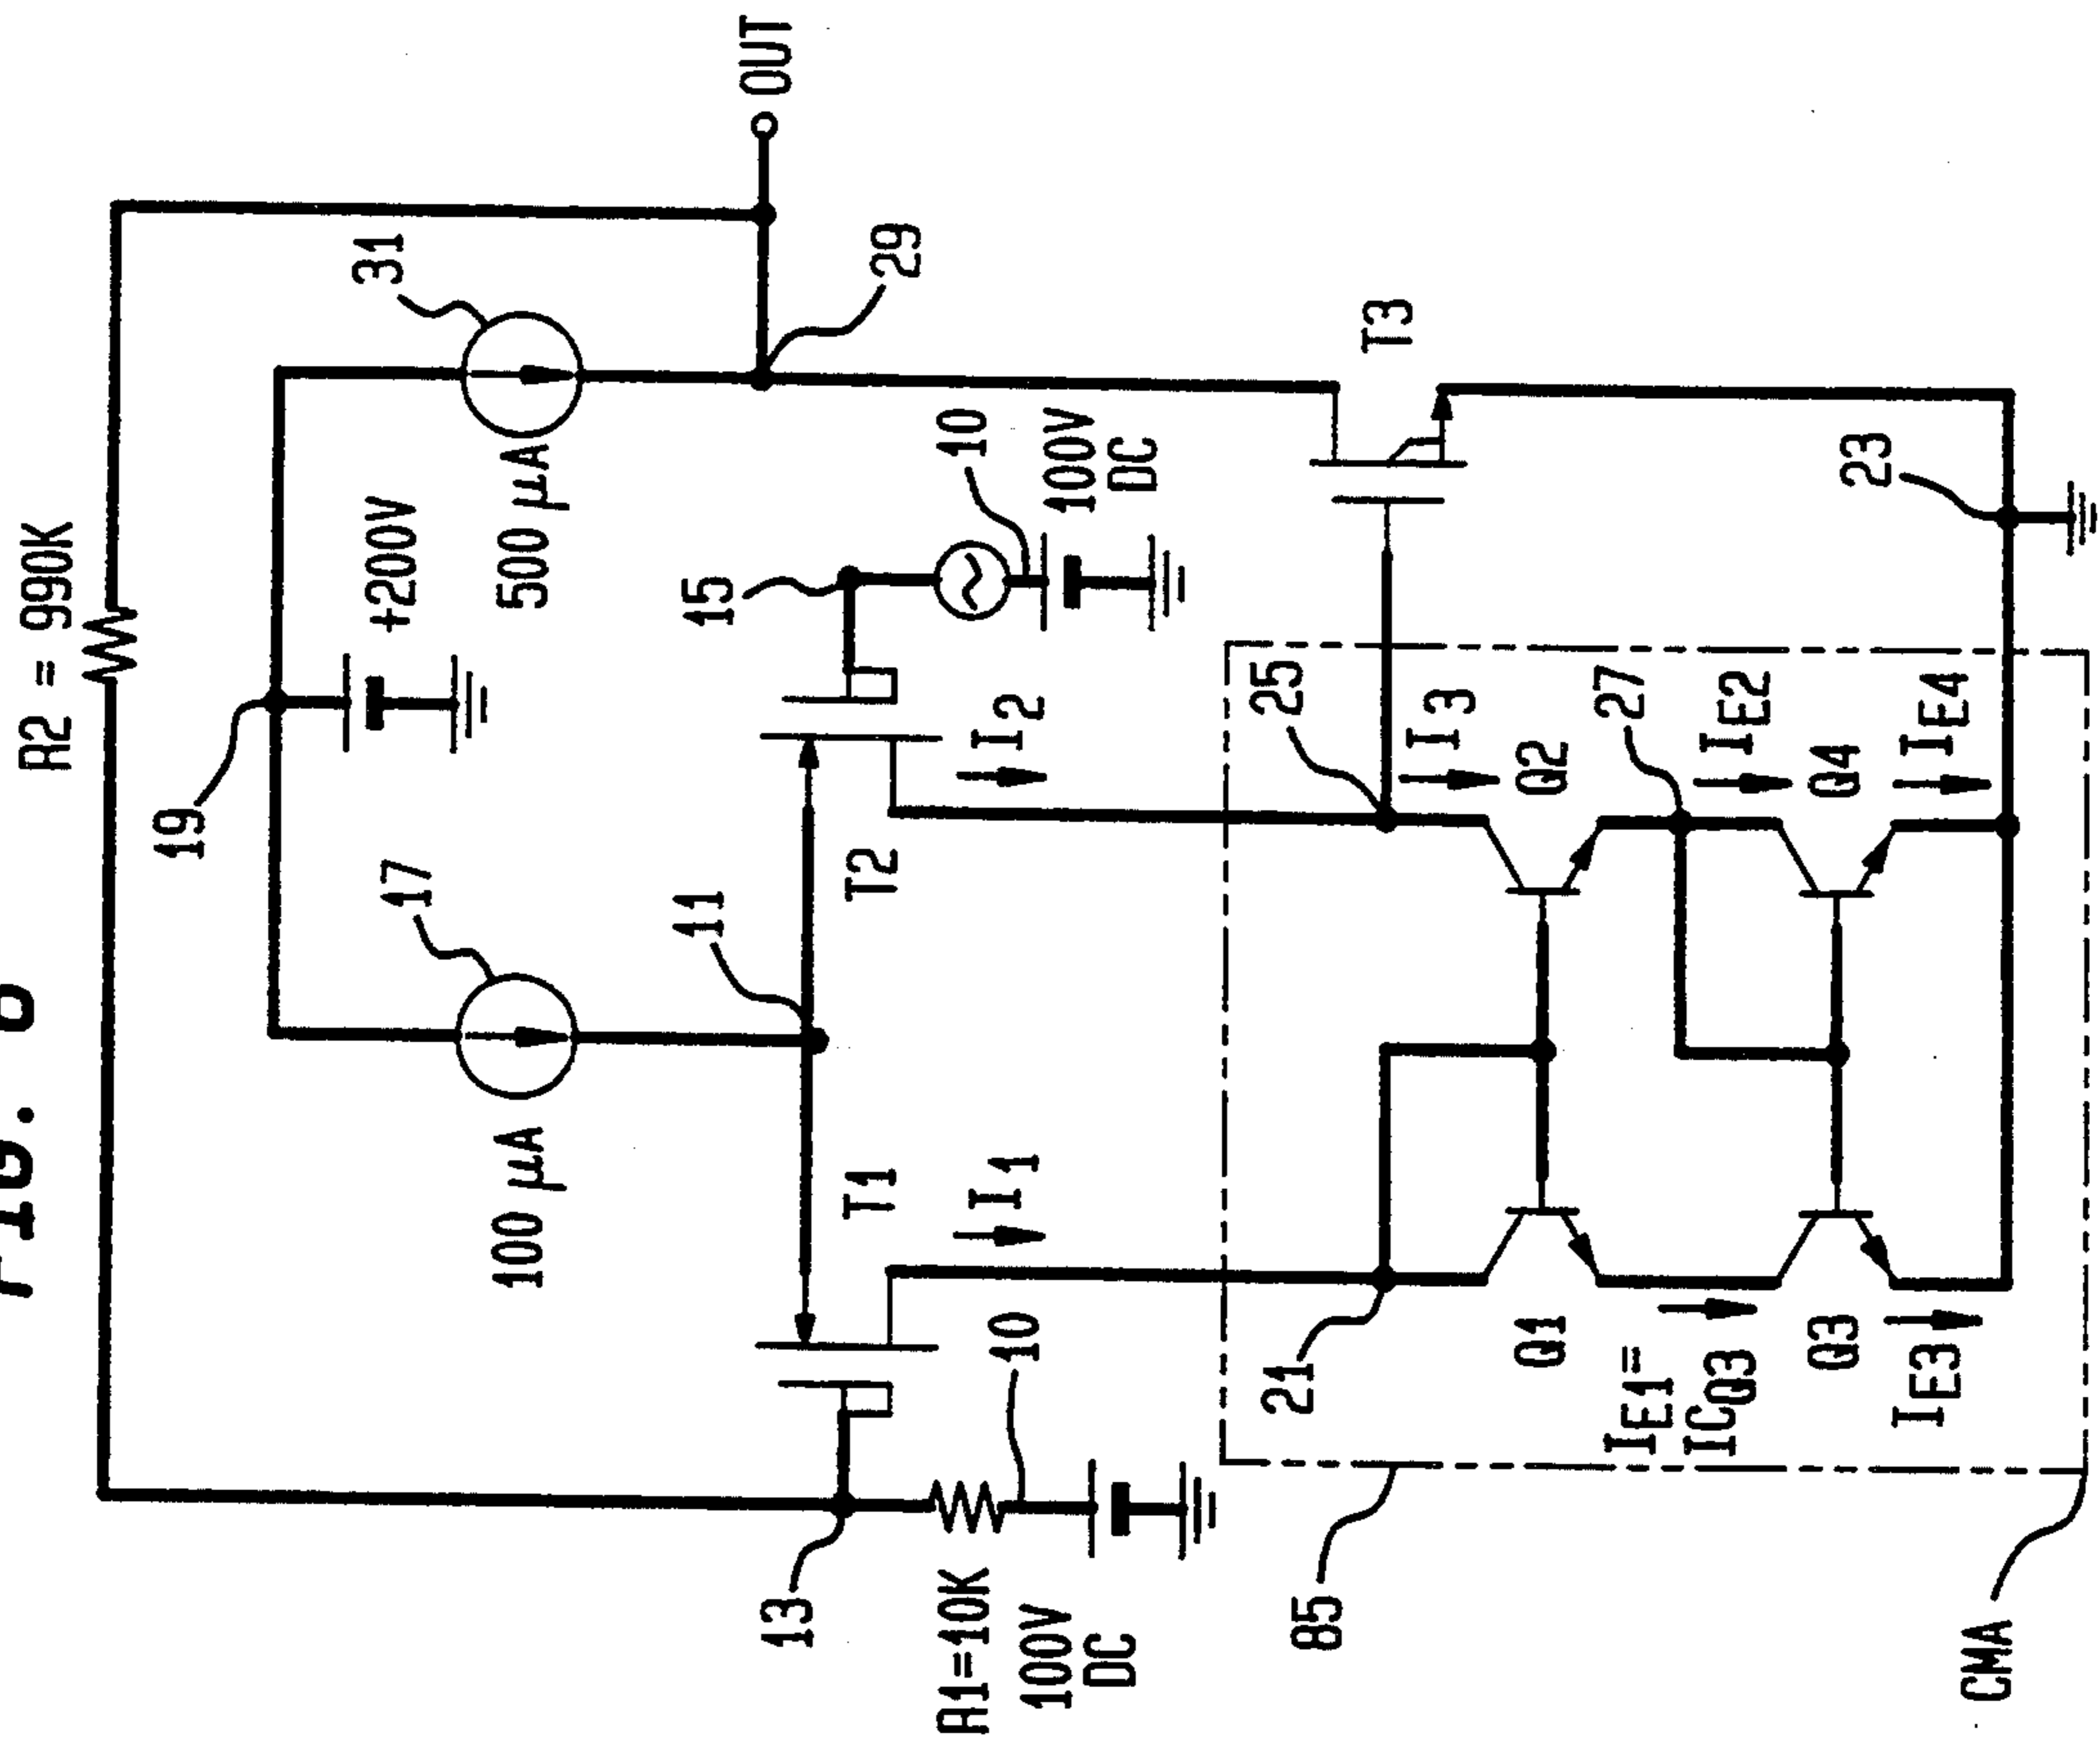 R2 = 990K
19
+200V
17
31
100 µA
500 µA
OUT
11
15
29
13
T1
T2
10
R1=10K
10
100V
DC
100V
DC
I1
I2
T3
21
25
85
I3
Q1
Q2
27
IE1=
ICQ3
IE2
Q3
Q4
23
IE3
IE4
CMA